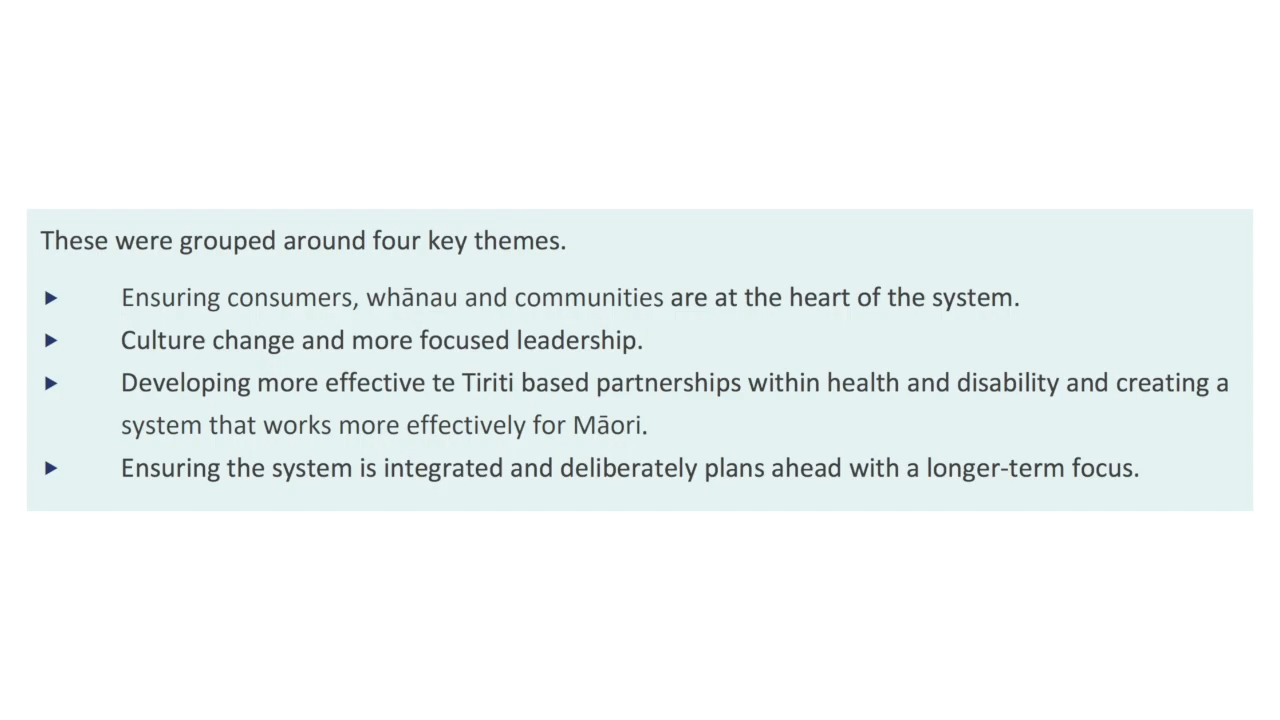 These were grouped around four key themes.
▶ Ensuring consumers, whānau and communities are at the heart of the system.
▶ Culture change and more focused leadership.
▶ Developing more effective te Tiriti based partnerships within health and disability and creating a
system that works more effectively for Māori.
▶ Ensuring the system is integrated and deliberately plans ahead with a longer-term focus.